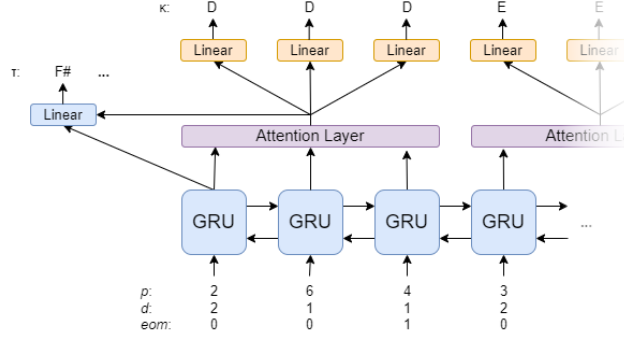 κ: D D D E E
Linear Linear Linear Linear Linear
τ: F# ...
Linear
Attention Layer Attention L
GRU GRU GRU GRU ...
p: 2 6 4 3
d: 2 1 1 2
eom: 0 0 1 0